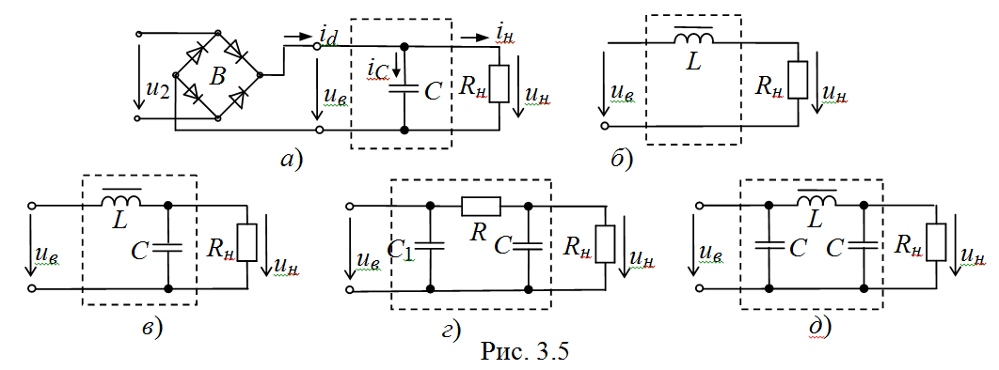 i_d i_н
L
B i_C
u_2 u_в C R_н u_н u_в R_н u_н
а) б)
L L
u_в C R_н u_н u_в C_1 R C R_н u_н u_в C C R_н u_н
в) г) д)
Рис. 3.5